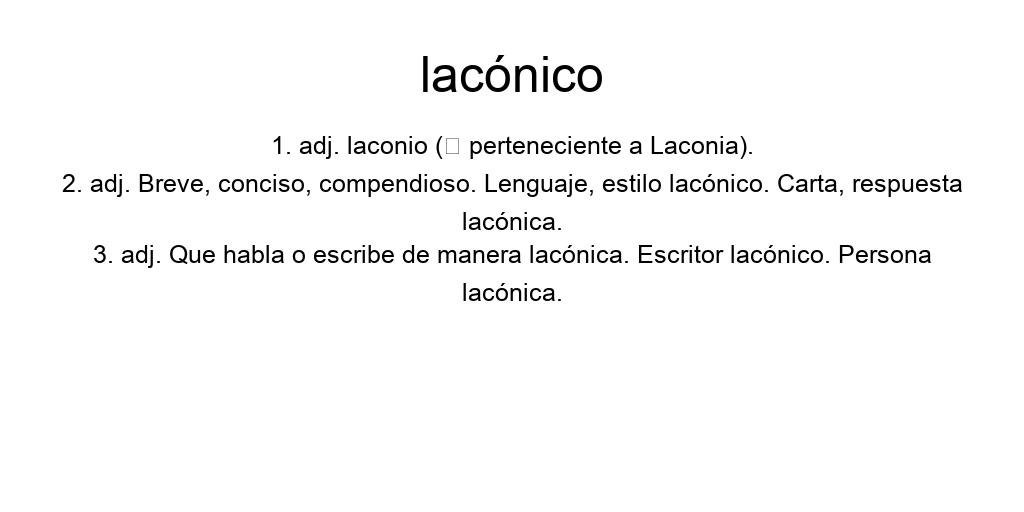 lacónico
1. adj. laconio (□ perteneciente a Laconia).
2. adj. Breve, conciso, compendioso. Lenguaje, estilo lacónico. Carta, respuesta
lacónica.
3. adj. Que habla o escribe de manera lacónica. Escritor lacónico. Persona
lacónica.